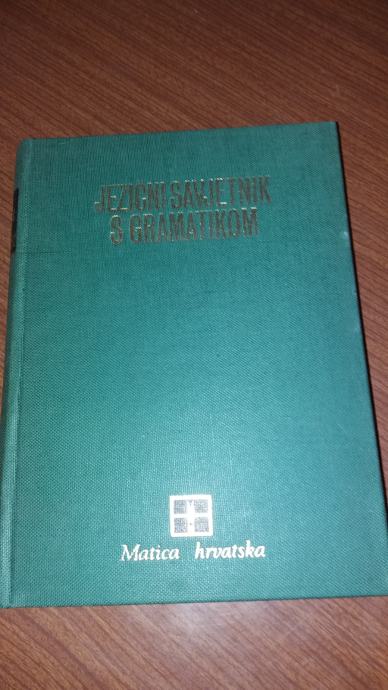 JEZIČNI SAVJETNIK
S GRAMATIKOM
Matica hrvatska